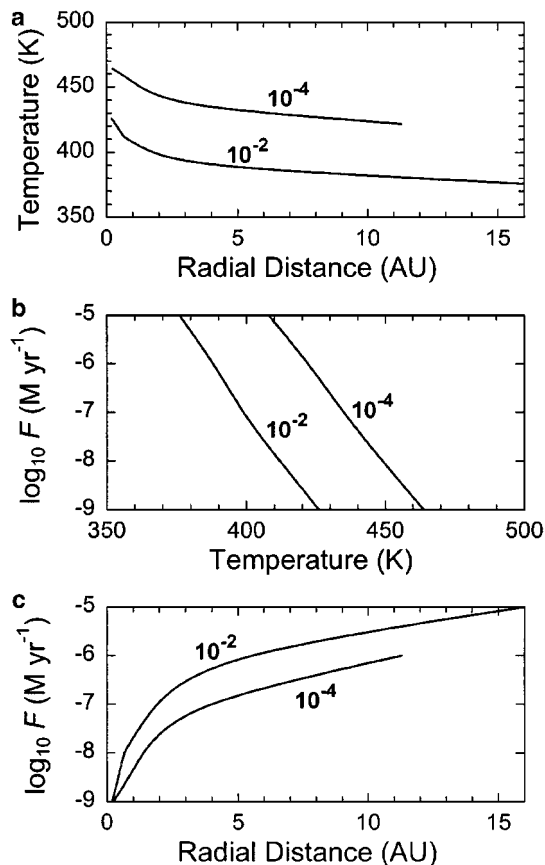 a
500
450
400
350
Temperature (K)
10⁻⁴
10⁻²
0 5 10 15
Radial Distance (AU)
b
-5
-6
-7
-8
-9
log₁₀ F (M yr⁻¹)
10⁻²
10⁻⁴
350 400 450 500
Temperature (K)
c
-5
-6
-7
-8
-9
log₁₀ F (M yr⁻¹)
10⁻²
10⁻⁴
0 5 10 15
Radial Distance (AU)